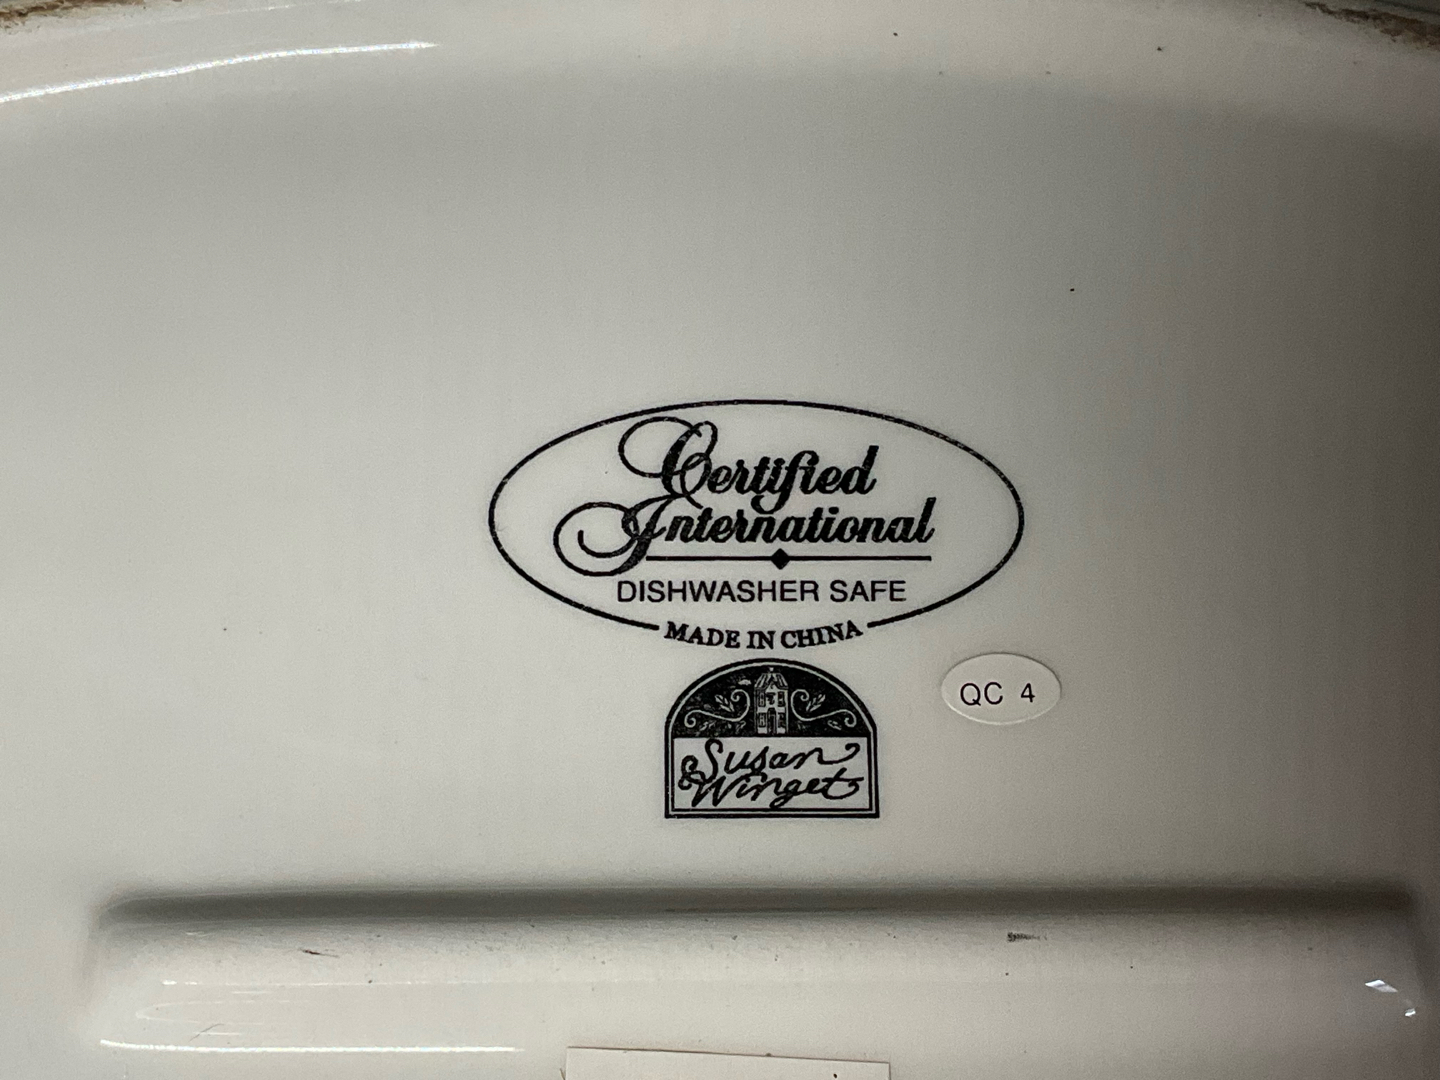 Certified
International
DISHWASHER SAFE
MADE IN CHINA
QC 4
Susan
Winget